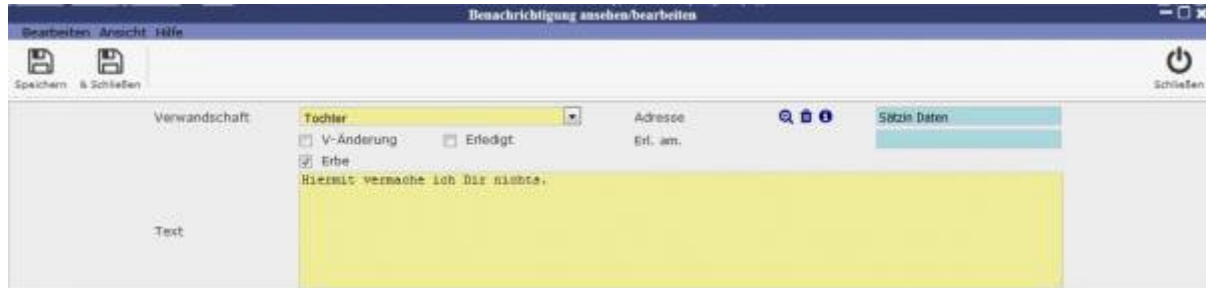 Benachrichtigung ansehen/bearbeiten
Bearbeiten Ansicht Hilfe
Speichern & Schließen Schließen
Verwandschaft Tochter Adresse Sätzin Daten
V-Änderung Erledigt Erl. am.
Erbe
Hiermit vermache ich Dir nichts.
Text